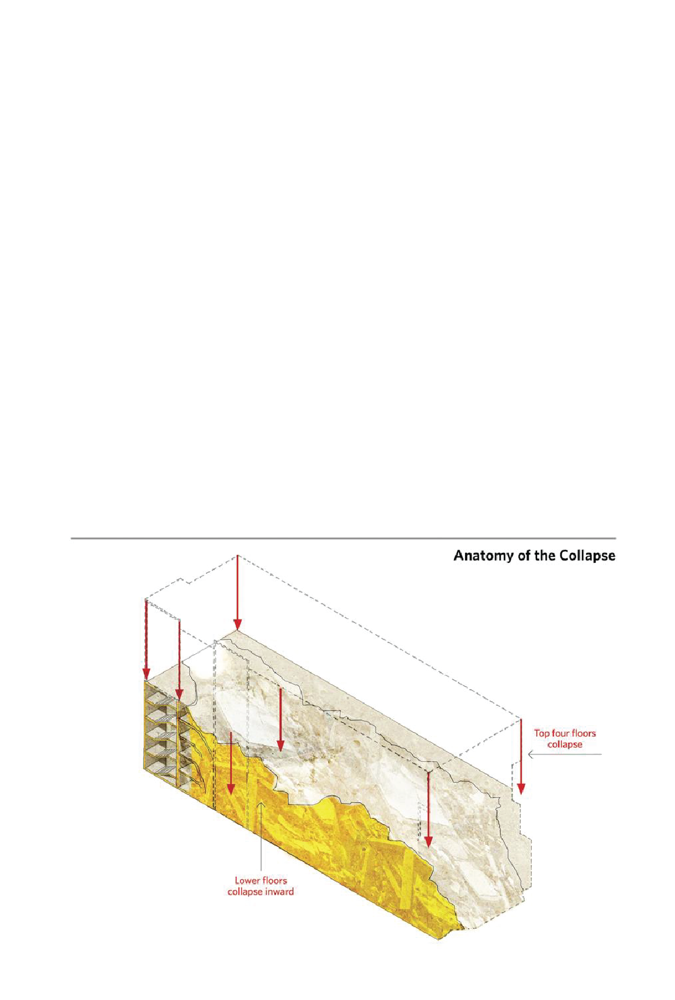 Anatomy of the Collapse
Top four floors
collapse
Lower floors
collapse inward